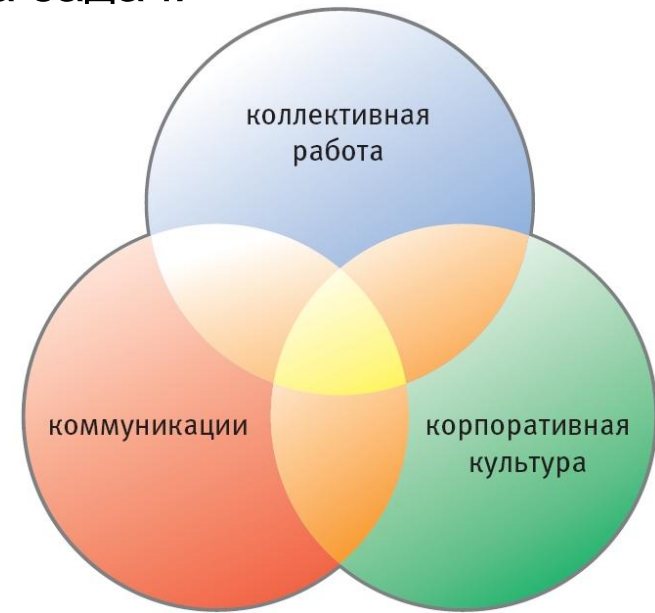 коллективная
работа
коммуникации
корпоративная
культура